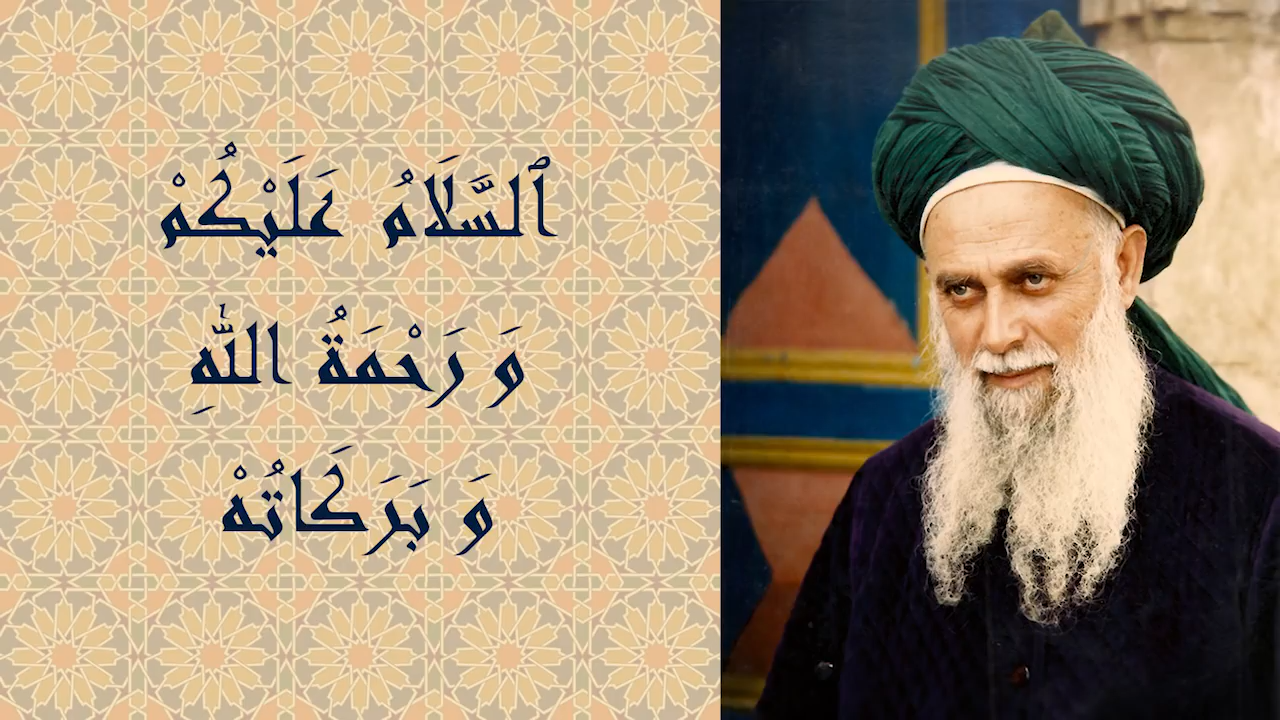 ٱلسَّلَامُ عَلَيْكُمْ
وَ رَحْمَةُ اللّٰهِ
وَ بَرَكَاتُهْ